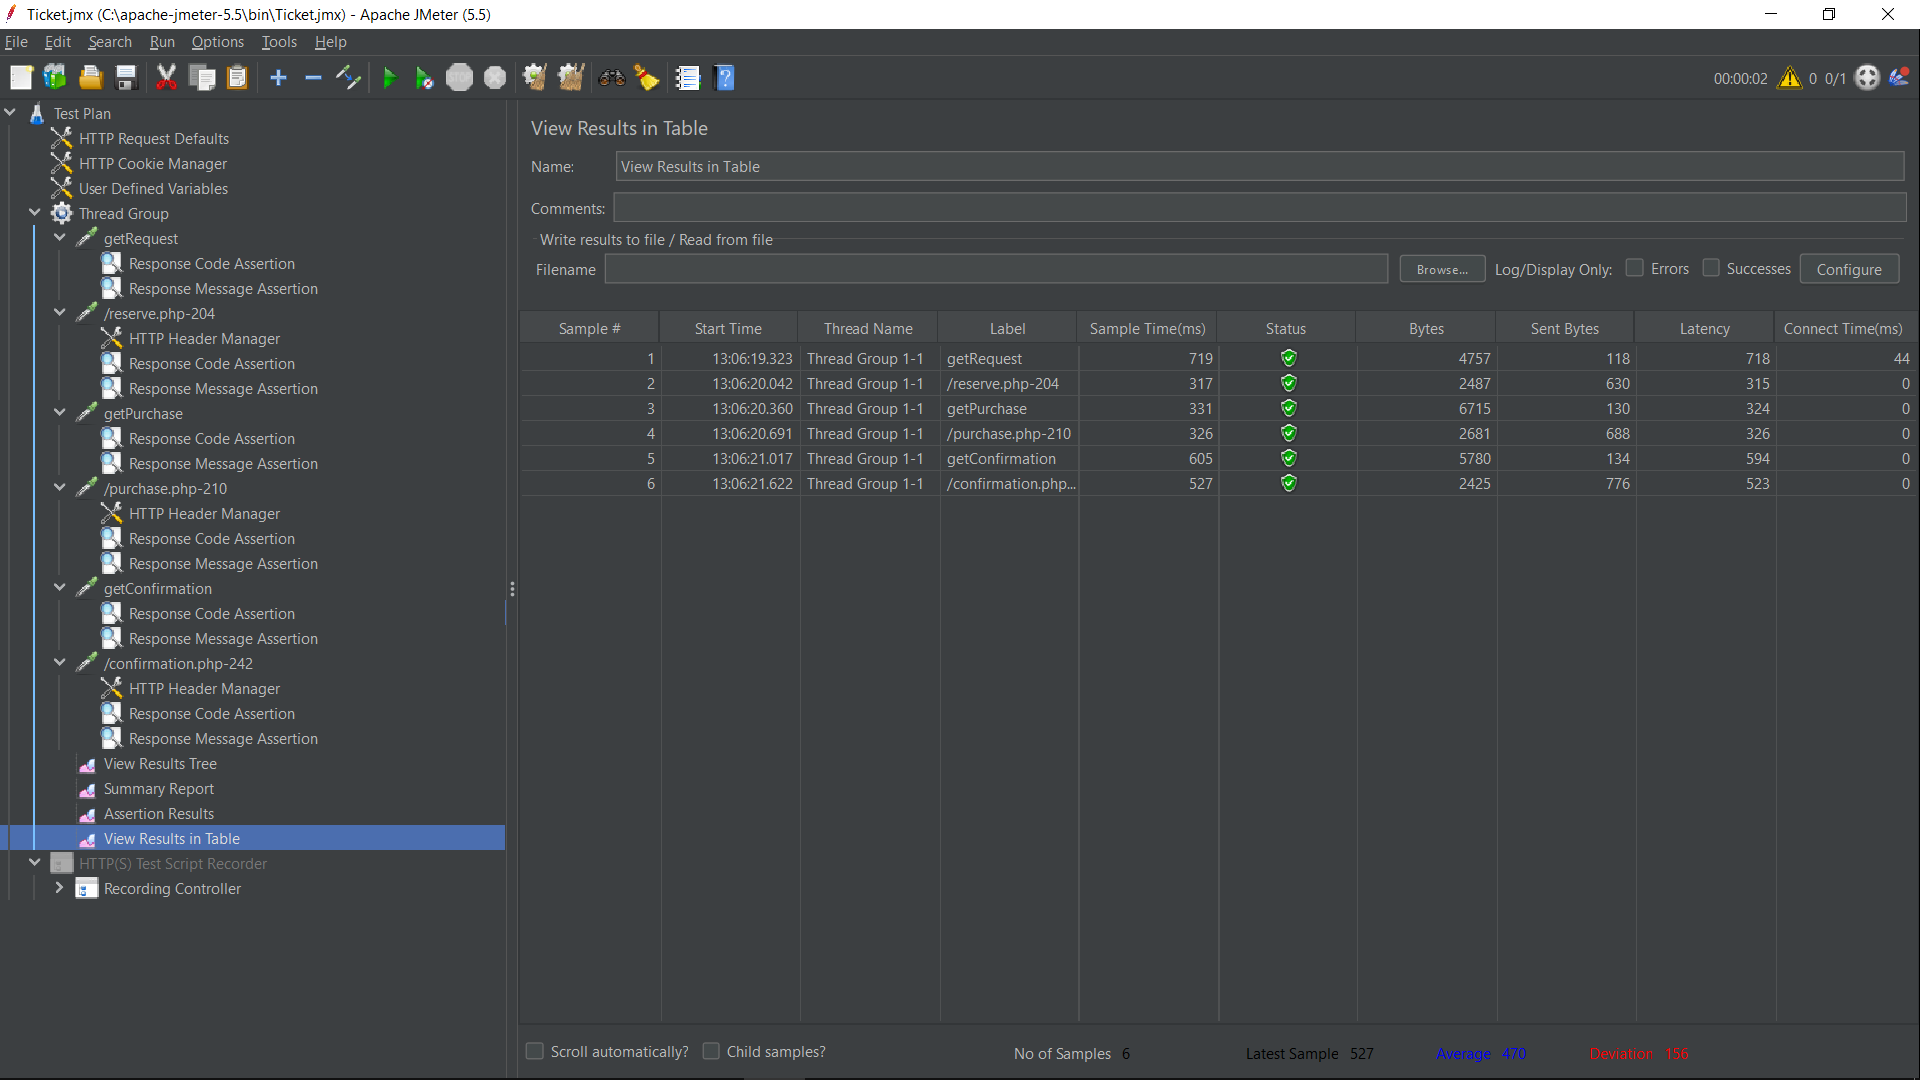 Ticket.jmx (C:\apache-jmeter-5.5\bin\Ticket.jmx) - Apache JMeter (5.5)
File Edit Search Run Options Tools Help
STOP
00:00:02 0 0/1
Test Plan
HTTP Request Defaults
HTTP Cookie Manager
User Defined Variables
Thread Group
getRequest
Response Code Assertion
Response Message Assertion
/reserve.php-204
HTTP Header Manager
Response Code Assertion
Response Message Assertion
getPurchase
Response Code Assertion
Response Message Assertion
/purchase.php-210
HTTP Header Manager
Response Code Assertion
Response Message Assertion
getConfirmation
Response Code Assertion
Response Message Assertion
/confirmation.php-242
HTTP Header Manager
Response Code Assertion
Response Message Assertion
View Results Tree
Summary Report
Assertion Results
View Results in Table
HTTP(S) Test Script Recorder
Recording Controller
View Results in Table
Name: View Results in Table
Comments:
Write results to file / Read from file
Filename Browse... Log/Display Only: Errors Successes Configure
Sample # Start Time Thread Name Label Sample Time(ms) Status Bytes Sent Bytes Latency Connect Time(ms)
1 13:06:19.323 Thread Group 1-1 getRequest 719 4757 118 718 44
2 13:06:20.042 Thread Group 1-1 /reserve.php-204 317 2487 630 315 0
3 13:06:20.360 Thread Group 1-1 getPurchase 331 6715 130 324 0
4 13:06:20.691 Thread Group 1-1 /purchase.php-210 326 2681 688 326 0
5 13:06:21.017 Thread Group 1-1 getConfirmation 605 5780 134 594 0
6 13:06:21.622 Thread Group 1-1 /confirmation.php... 527 2425 776 523 0
Scroll automatically? Child samples? No of Samples 6 Latest Sample 527 Average 470 Deviation 156